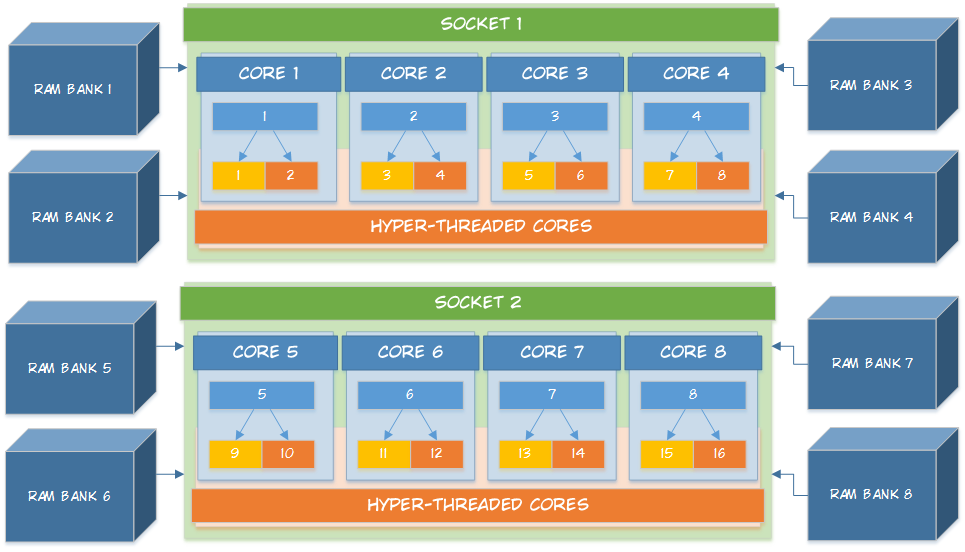 SOCKET 1
RAM BANK 1
RAM BANK 2
CORE 1
CORE 2
CORE 3
CORE 4
1
2
3
4
1
2
3
4
5
6
7
8
HYPER-THREADED CORES
RAM BANK 3
RAM BANK 4
SOCKET 2
RAM BANK 5
RAM BANK 6
CORE 5
CORE 6
CORE 7
CORE 8
5
6
7
8
9
10
11
12
13
14
15
16
HYPER-THREADED CORES
RAM BANK 7
RAM BANK 8